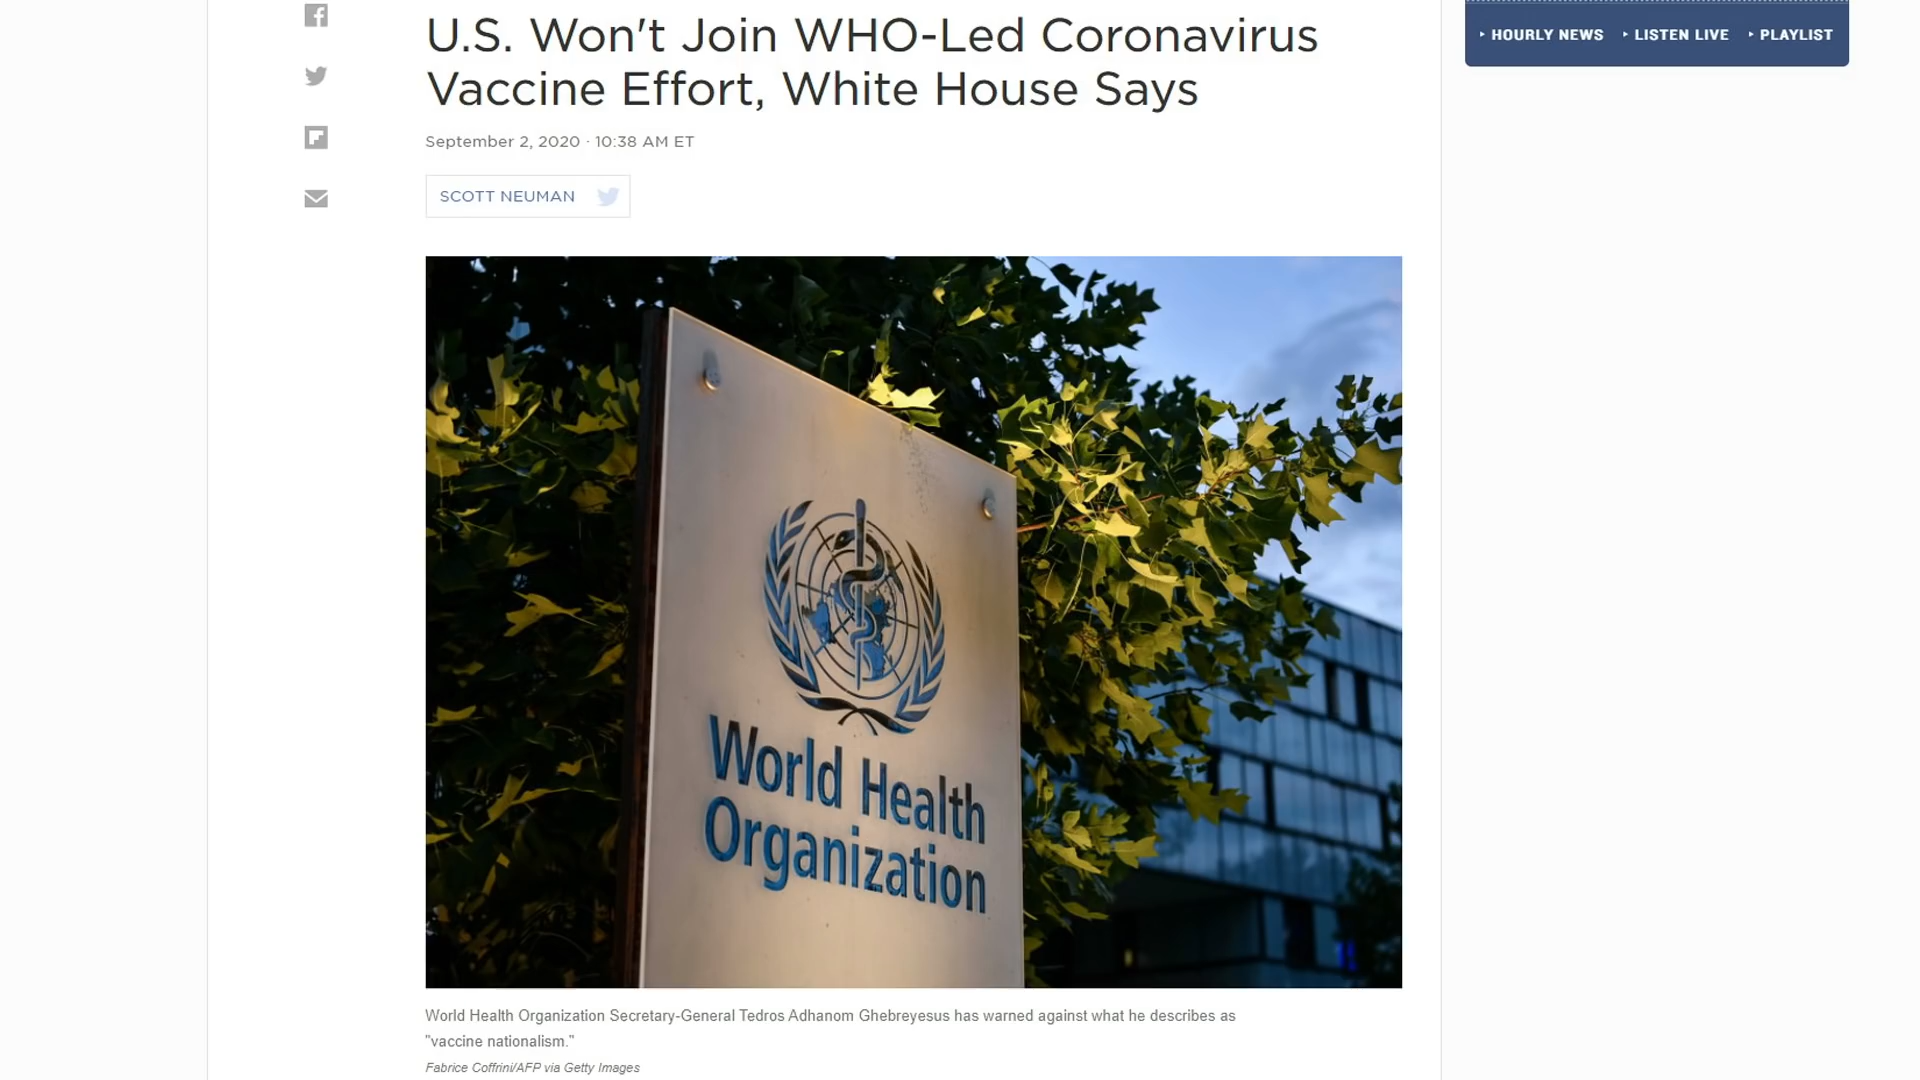 U.S. Won't Join WHO-Led Coronavirus
Vaccine Effort, White House Says
HOURLY NEWS LISTEN LIVE PLAYLIST
September 2, 2020 · 10:38 AM ET
SCOTT NEUMAN
World Health
Organization
World Health Organization Secretary-General Tedros Adhanom Ghebreyesus has warned against what he describes as
"vaccine nationalism."
Fabrice Coffrini/AFP via Getty Images